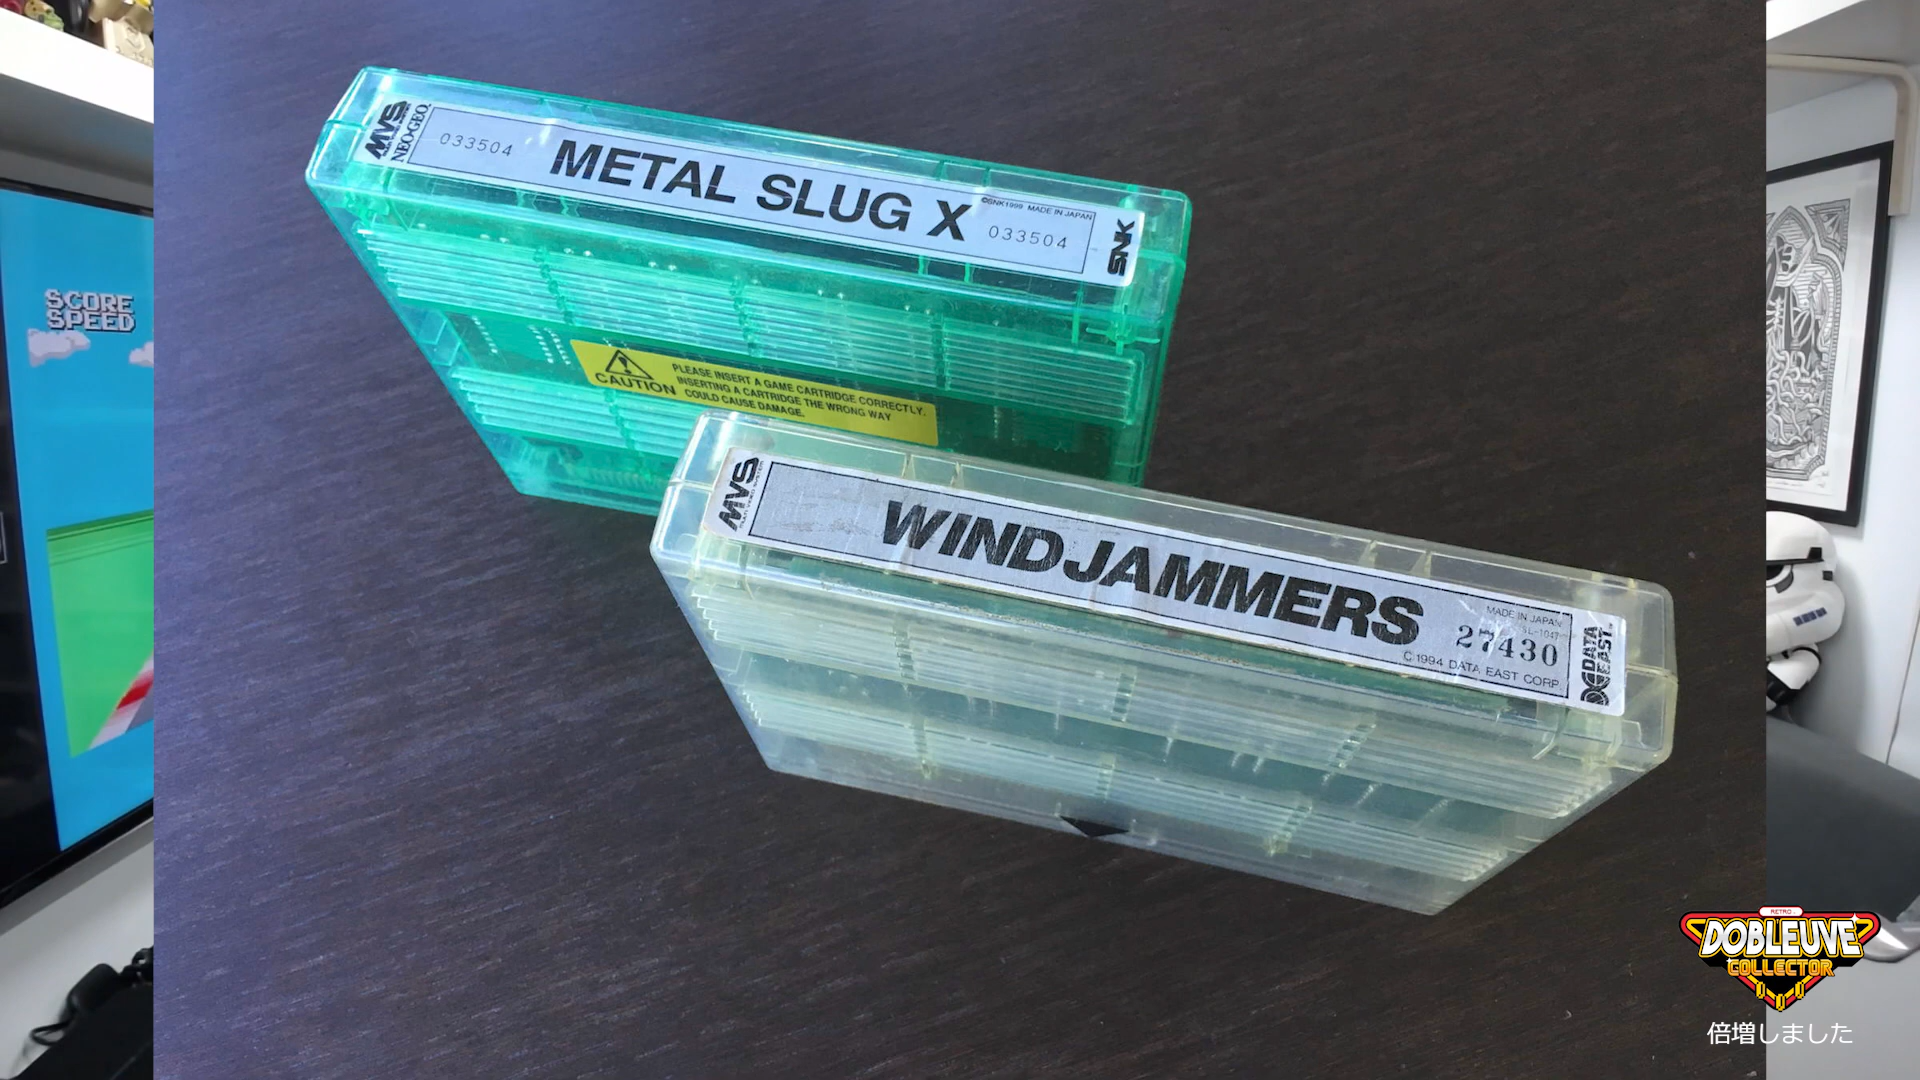 SCORE
SPEED
MVS
NEO·GEO
033504
METAL SLUG X
©SNK1999 MADE IN JAPAN
033504
SNK
CAUTION
PLEASE INSERT A GAME CARTRIDGE CORRECTLY.
INSERTING A CARTRIDGE THE WRONG WAY
COULD CAUSE DAMAGE.
MVS
WINDJAMMERS
MADE IN JAPAN
27430
©1994 DATA EAST CORP.
DATA
EAST
RETRO
DOBLEUVE
COLLECTOR
倍増しました